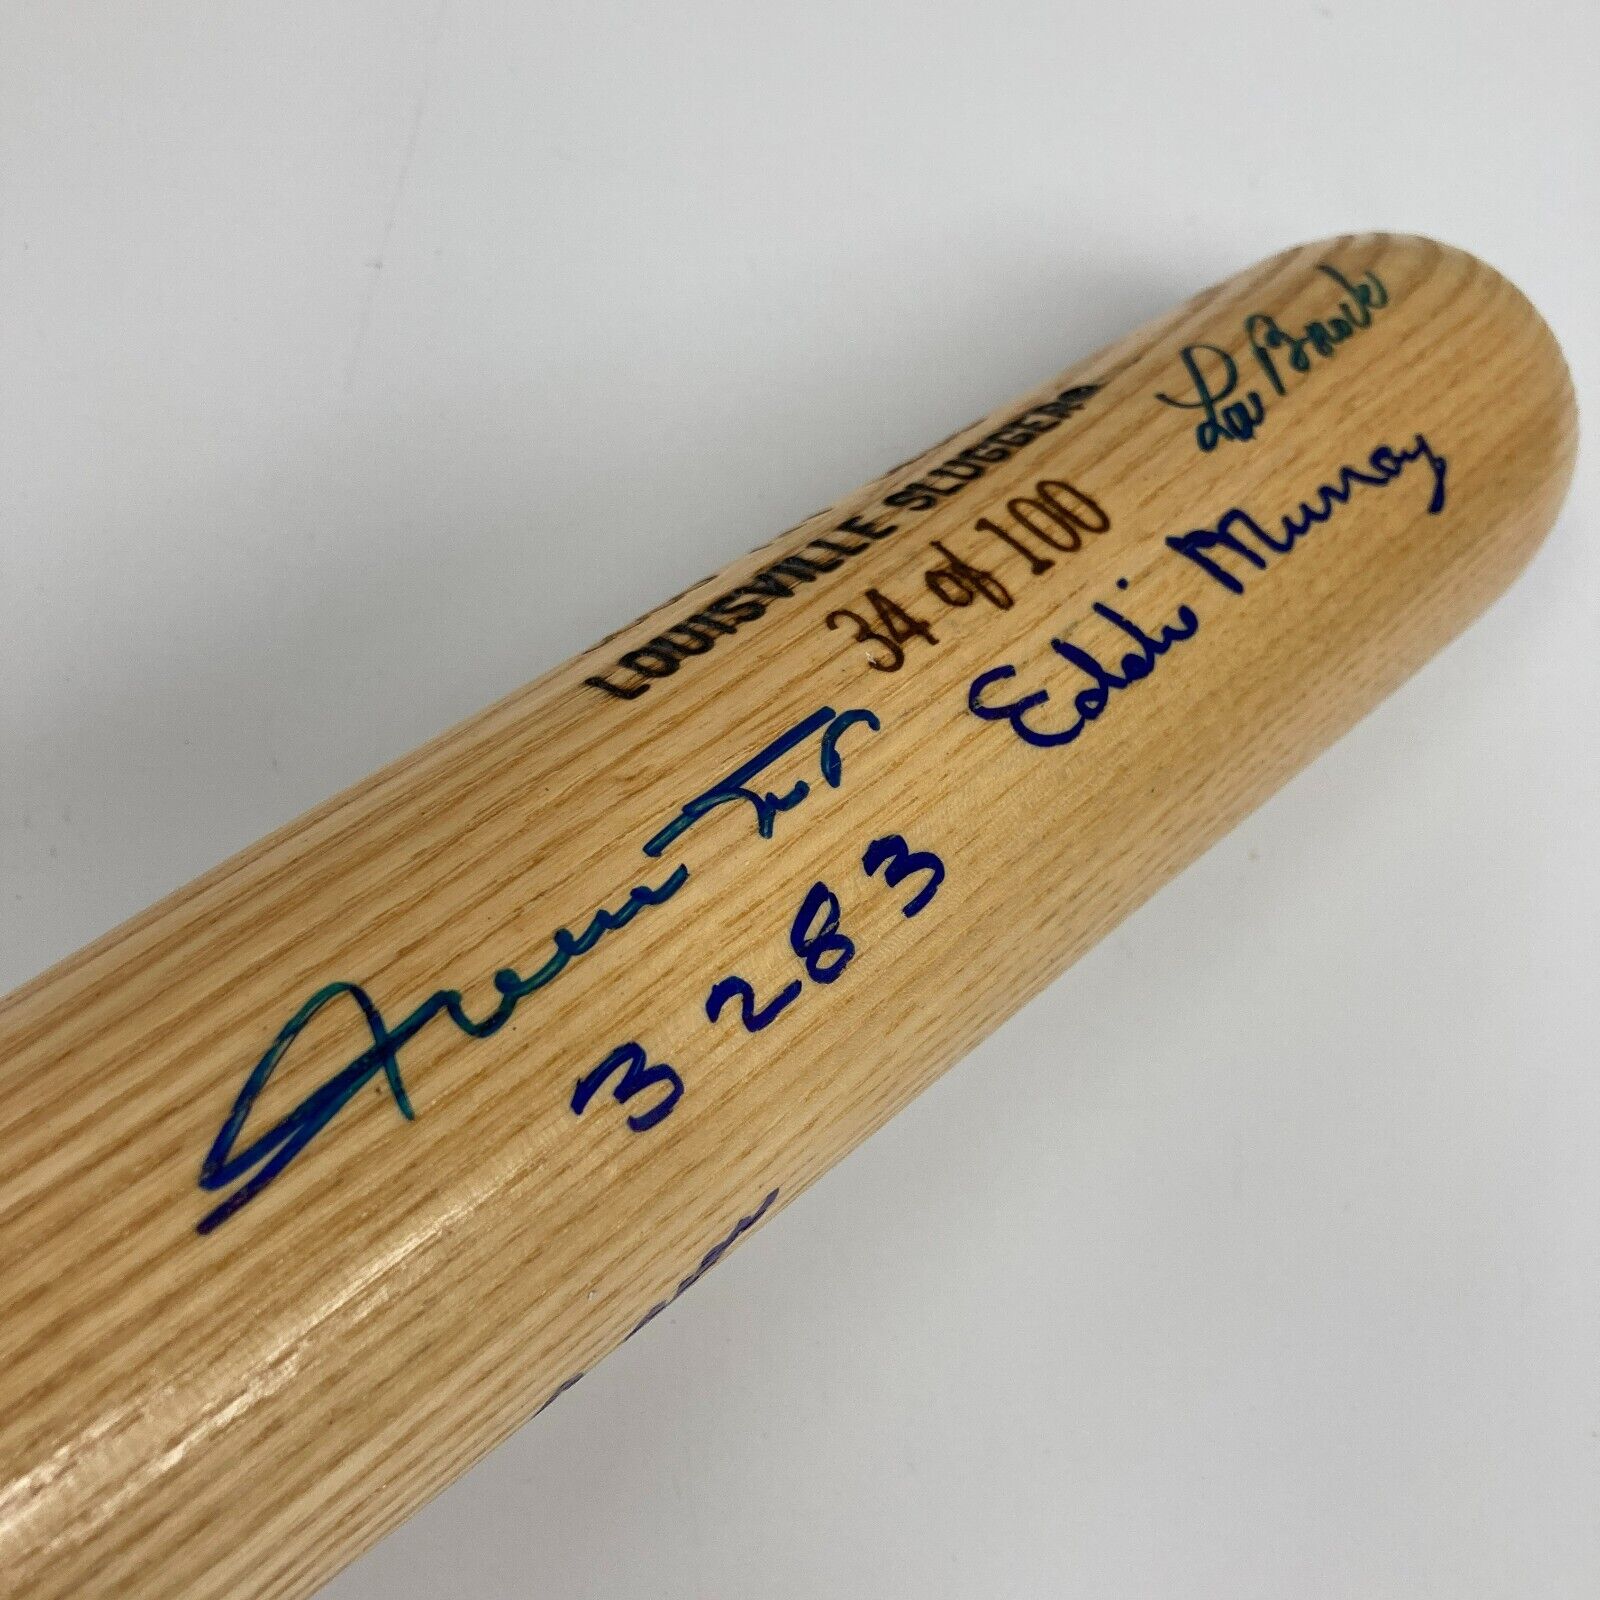 LOUISVILLE SLUGGER®
34 of 100
Lou Brock
Eddie Murray
3283